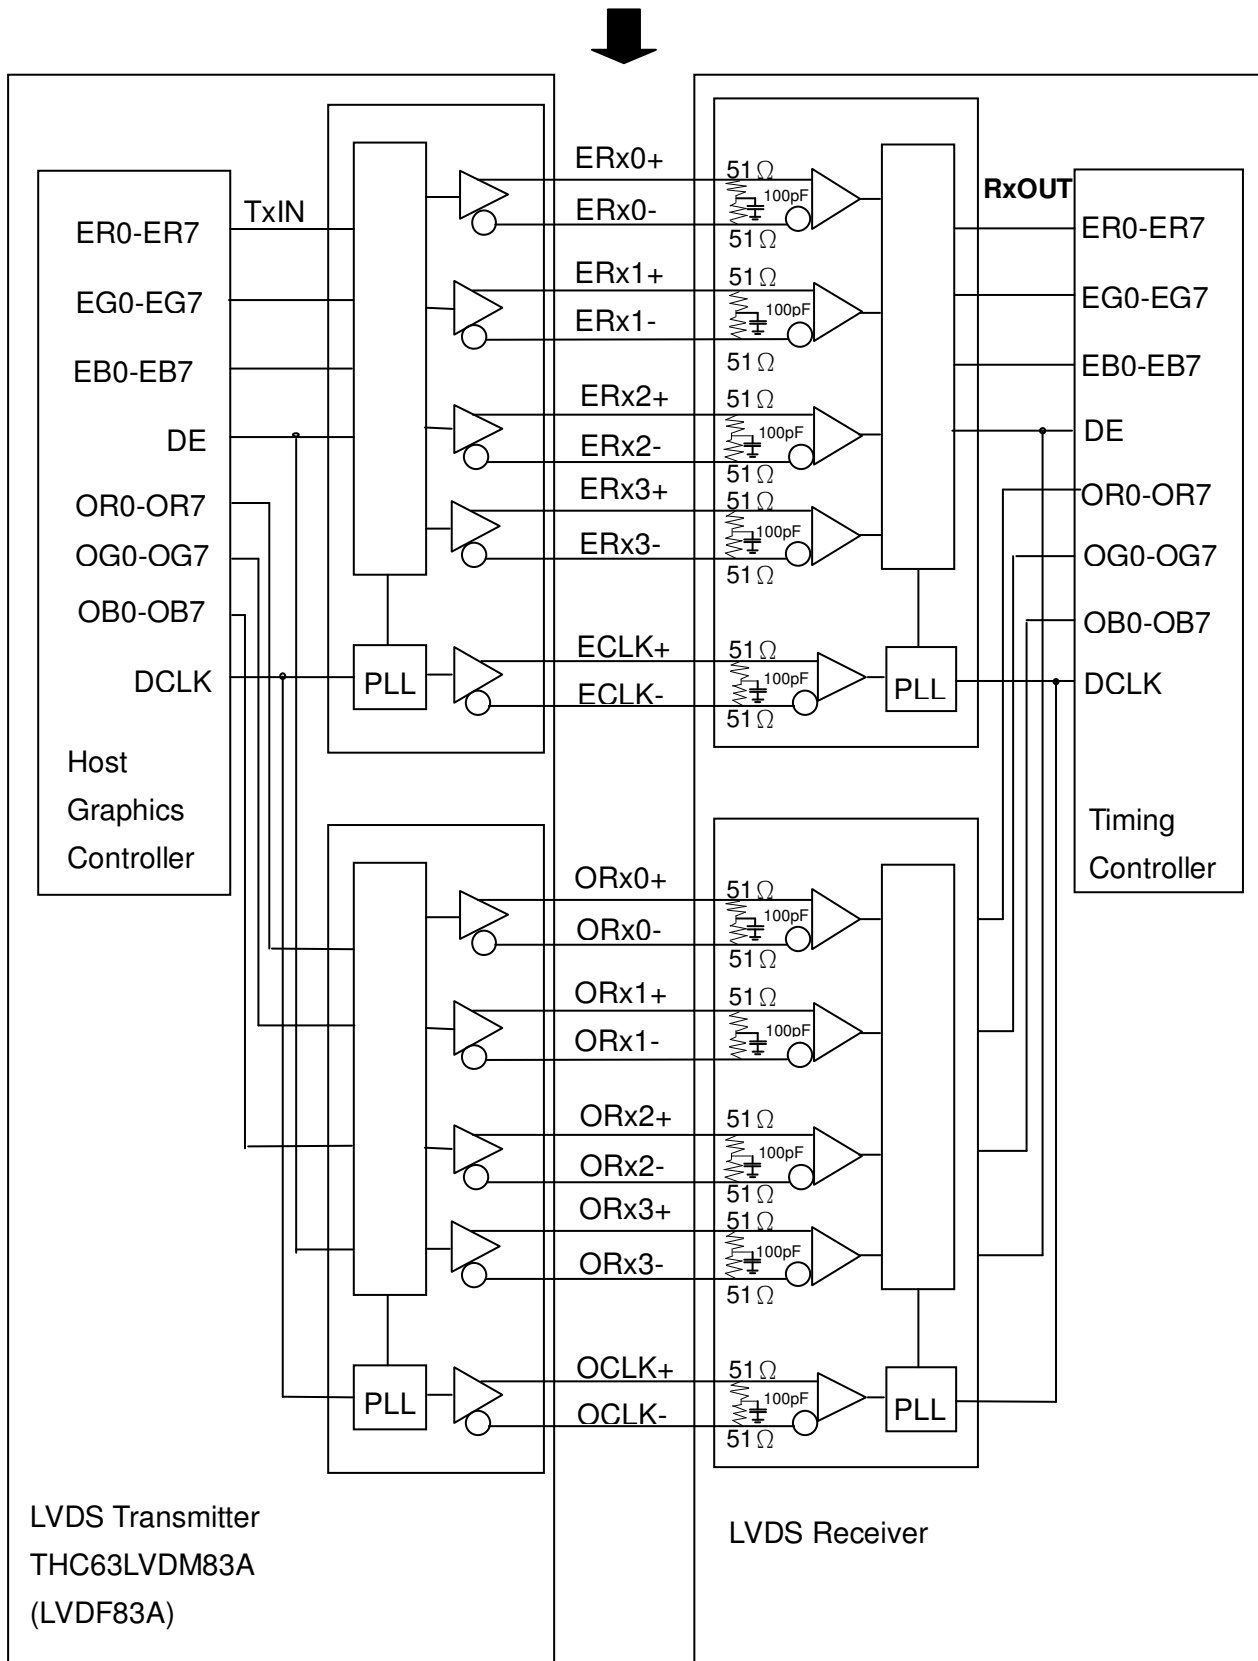 ERx0+
51Ω
100pF
ERx0-
51Ω
TxIN
RxOUT
ER0-ER7
ER0-ER7
ERx1+
51Ω
100pF
ERx1-
51Ω
EG0-EG7
EG0-EG7
EB0-EB7
EB0-EB7
ERx2+
51Ω
100pF
ERx2-
51Ω
DE
DE
ERx3+
51Ω
100pF
ERx3-
51Ω
OR0-OR7
OR0-OR7
OG0-OG7
OG0-OG7
OB0-OB7
OB0-OB7
ECLK+
51Ω
100pF
ECLK-
51Ω
DCLK
PLL
PLL
DCLK
Host
Graphics
Controller
Timing
Controller
ORx0+
51Ω
100pF
ORx0-
51Ω
ORx1+
51Ω
100pF
ORx1-
51Ω
ORx2+
51Ω
100pF
ORx2-
51Ω
ORx3+
51Ω
100pF
ORx3-
51Ω
OCLK+
51Ω
100pF
OCLK-
51Ω
PLL
PLL
LVDS Transmitter
THC63LVDM83A
(LVDF83A)
LVDS Receiver